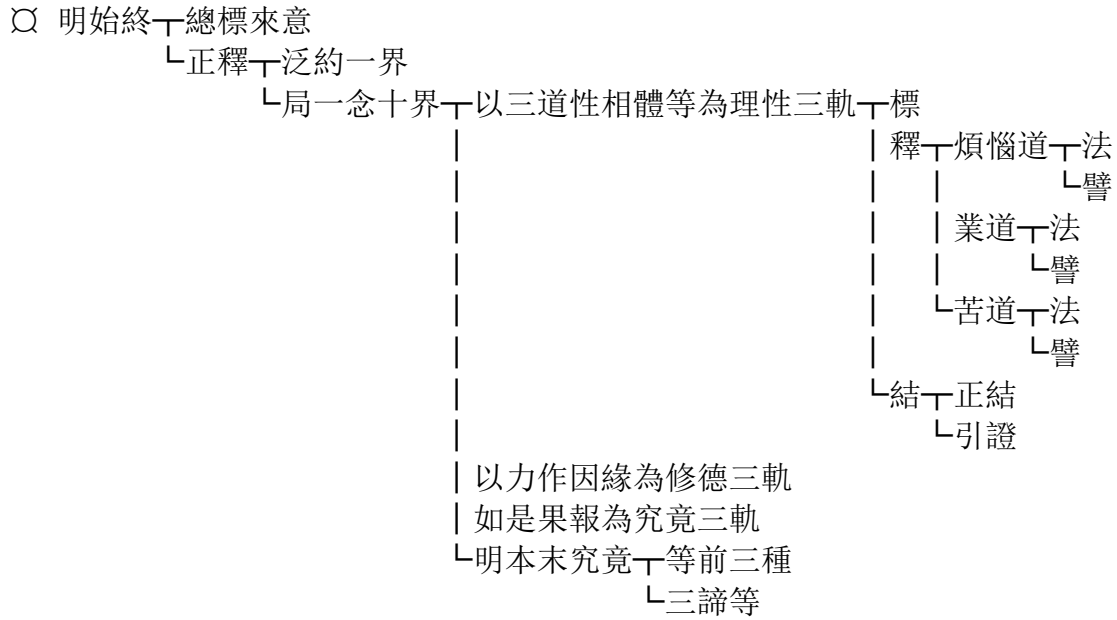 ¤ 明始終┬總標來意
└正釋┬泛約一界
└局一念十界┬以三道性相體等為理性三軌┬標
│ │釋┬煩惱道┬法
│ │ │ └譬
│ │ │業道┬法
│ │ │ └譬
│ │ └苦道┬法
│ │ └譬
│ └結┬正結
│ └引證
│以力作因緣為修德三軌
│如是果報為究竟三軌
└明本末究竟┬等前三種
└三諦等